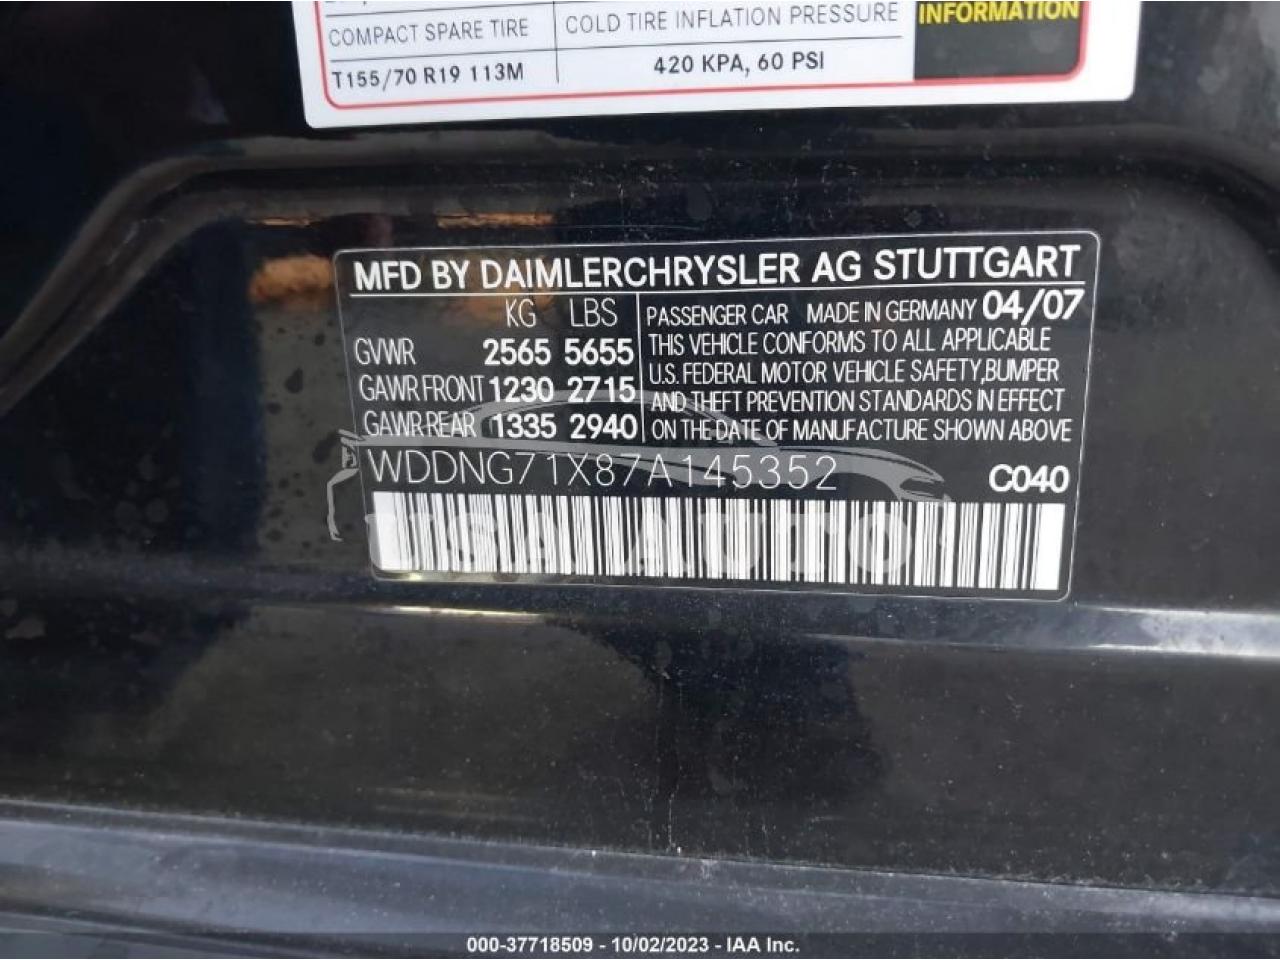 COMPACT SPARE TIRE COLD TIRE INFLATION PRESSURE INFORMATION
T155/70 R19 113M 420 KPA, 60 PSI
MFD BY DAIMLERCHRYSLER AG STUTTGART
KG LBS
GVWR 2565 5655
GAWR FRONT 1230 2715
GAWR REAR 1335 2940
PASSENGER CAR MADE IN GERMANY 04/07
THIS VEHICLE CONFORMS TO ALL APPLICABLE
U.S. FEDERAL MOTOR VEHICLE SAFETY,BUMPER
AND THEFT PREVENTION STANDARDS IN EFFECT
ON THE DATE OF MANUFACTURE SHOWN ABOVE
WDDNG71X87A145352 C040
USA AUTO
000-37718509 - 10/02/2023 - IAA Inc.